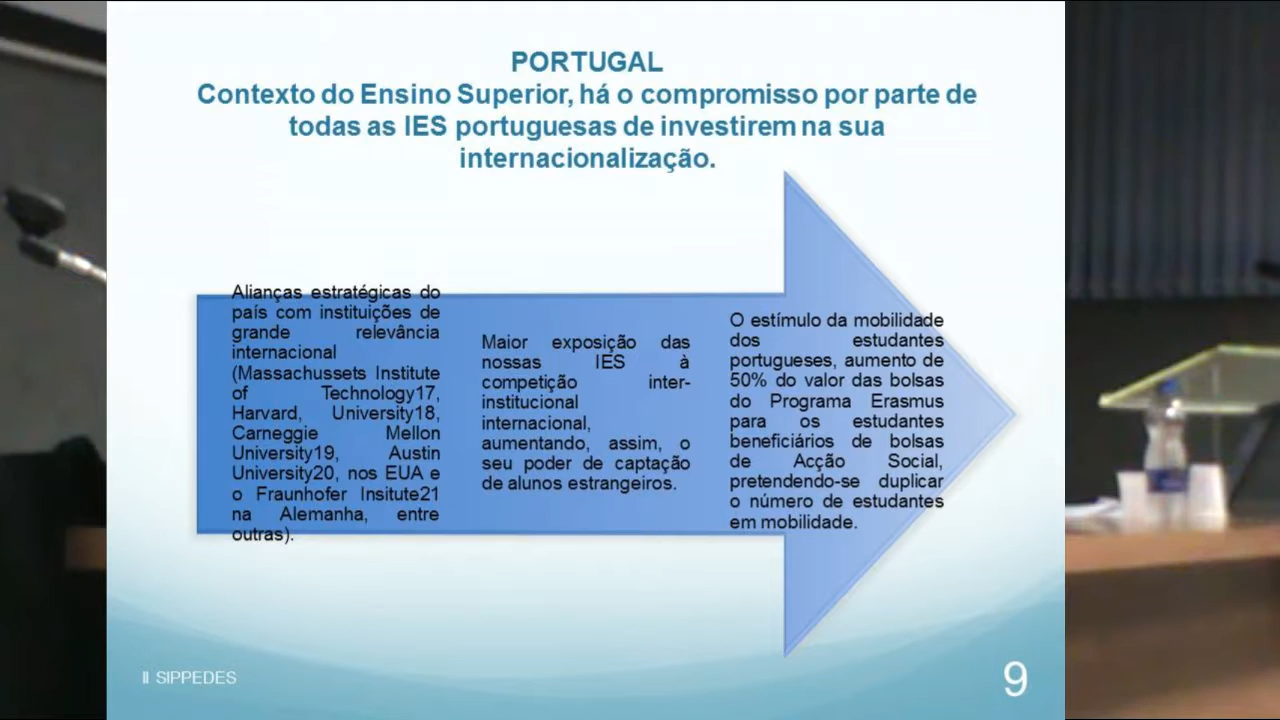 PORTUGAL
Contexto do Ensino Superior, há o compromisso por parte de
todas as IES portuguesas de investirem na sua
internacionalização.
Alianças estratégicas do
país com instituições de
grande relevância
internacional
(Massachussets Institute
of Technology17,
Harvard, University18,
Carneggie Mellon
University19, Austin
University20, nos EUA e
o Fraunhofer Insitute21
na Alemanha, entre
outras).
Maior exposição das
nossas IES à
competição inter-
institucional
internacional,
aumentando, assim, o
seu poder de captação
de alunos estrangeiros.
O estímulo da mobilidade
dos estudantes
portugueses, aumento de
50% do valor das bolsas
do Programa Erasmus
para os estudantes
beneficiários de bolsas
de Acção Social,
pretendendo-se duplicar
o número de estudantes
em mobilidade.
II SIPPEDES
9